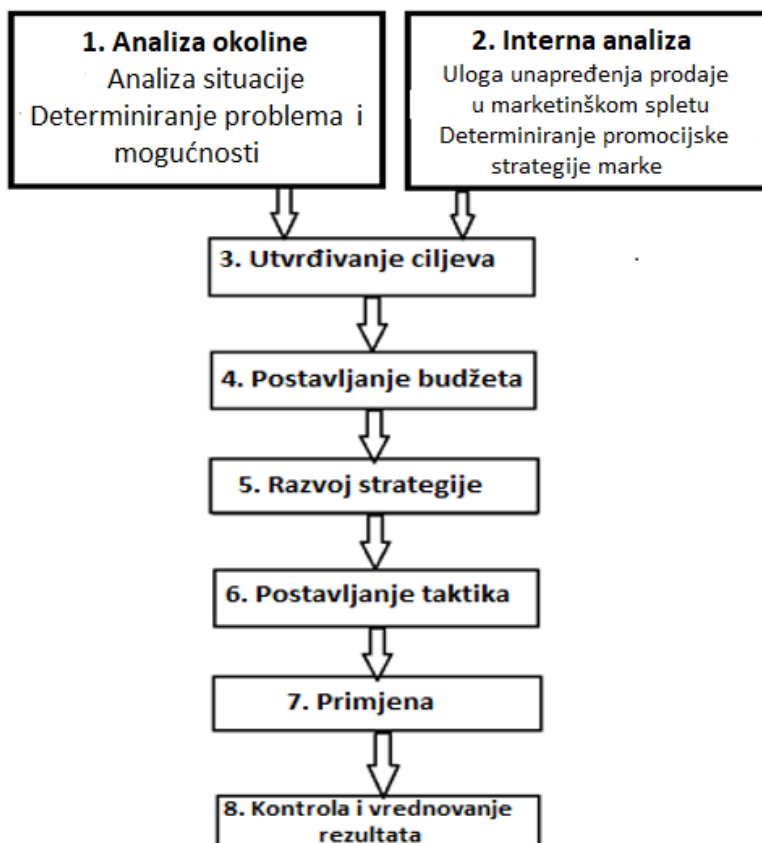 1. Analiza okoline
Analiza situacije
Determiniranje problema i
mogućnosti
2. Interna analiza
Uloga unapređenja prodaje
u marketinškom spletu
Determiniranje promocijske
strategije marke
3. Utvrđivanje ciljeva
4. Postavljanje budžeta
5. Razvoj strategije
6. Postavljanje taktika
7. Primjena
8. Kontrola i vrednovanje
rezultata